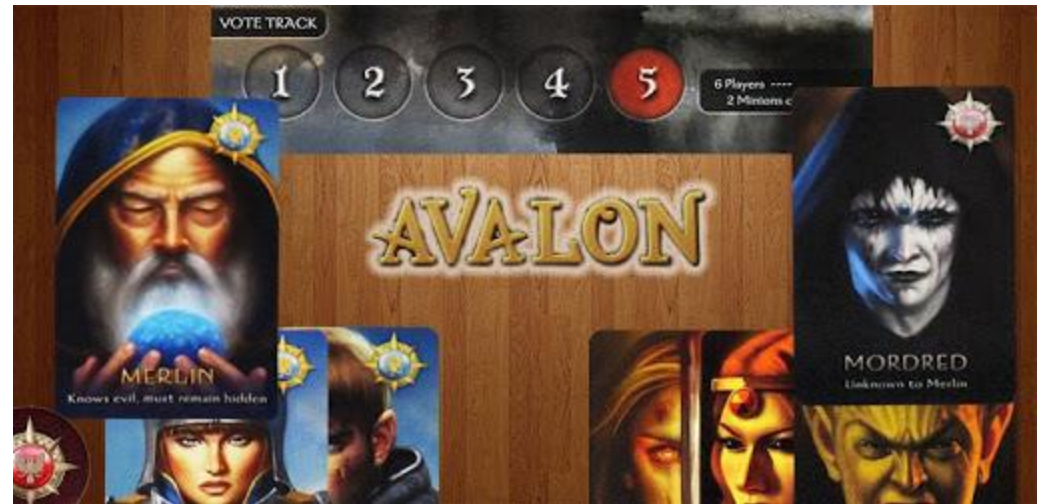 VOTE TRACK
1 2 3 4 5
6 Players ----
2 Minions
AVALON
MERLIN
Knows evil, must remain hidden
MORDRED
Unknown to Merlin